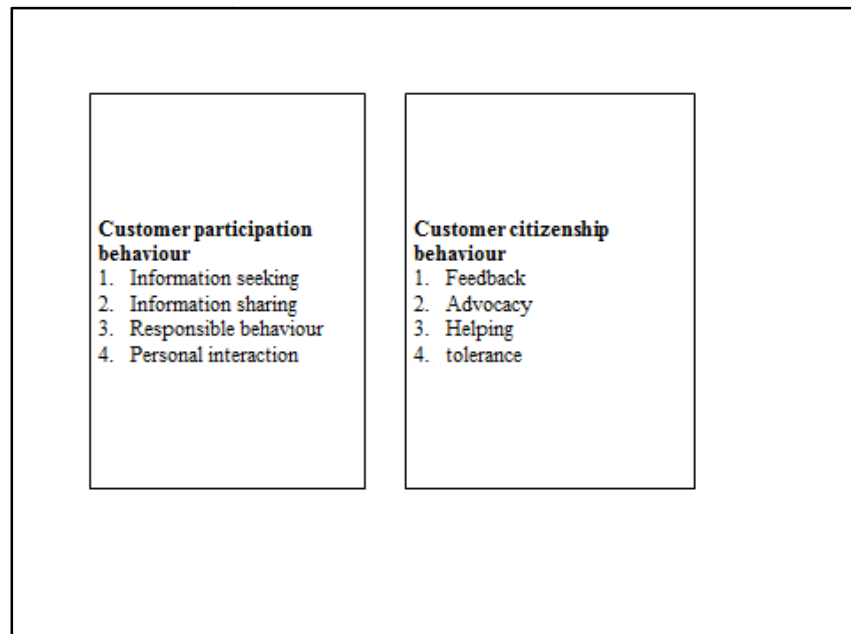 Customer participation
behaviour
1. Information seeking
2. Information sharing
3. Responsible behaviour
4. Personal interaction
Customer citizenship
behaviour
1. Feedback
2. Advocacy
3. Helping
4. tolerance